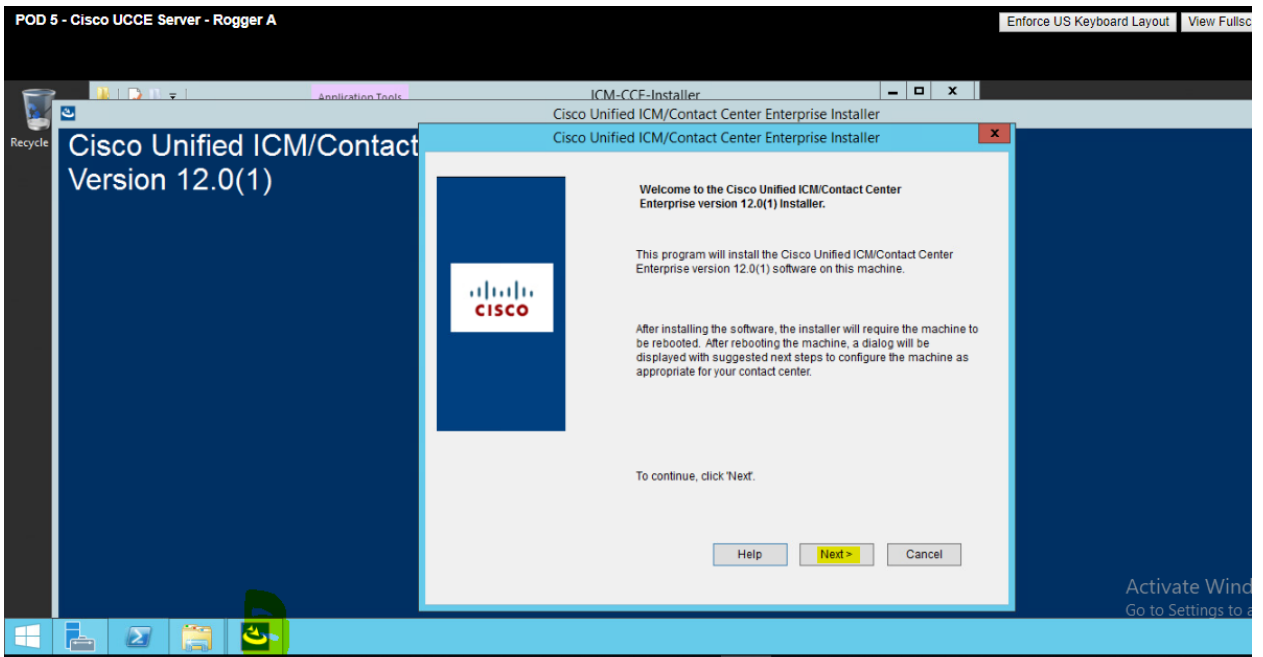 POD 5 - Cisco UCCE Server - Rogger A
Enforce US Keyboard Layout
View Fullsc
Application Tools
ICM-CCE-Installer
Cisco Unified ICM/Contact Center Enterprise Installer
Recycle
Cisco Unified ICM/Contact
Version 12.0(1)
Cisco Unified ICM/Contact Center Enterprise Installer
x
Welcome to the Cisco Unified ICM/Contact Center
Enterprise version 12.0(1) Installer.
This program will install the Cisco Unified ICM/Contact Center
Enterprise version 12.0(1) software on this machine.
CISCO
After installing the software, the installer will require the machine to
be rebooted. After rebooting the machine, a dialog will be
displayed with suggested next steps to configure the machine as
appropriate for your contact center.
To continue, click 'Next'.
Help
Next >
Cancel
Activate Wind
Go to Settings to a